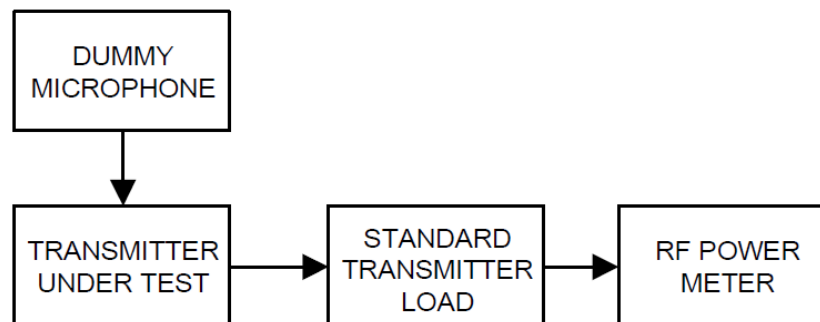 DUMMY
MICROPHONE
TRANSMITTER
UNDER TEST
STANDARD
TRANSMITTER
LOAD
RF POWER
METER